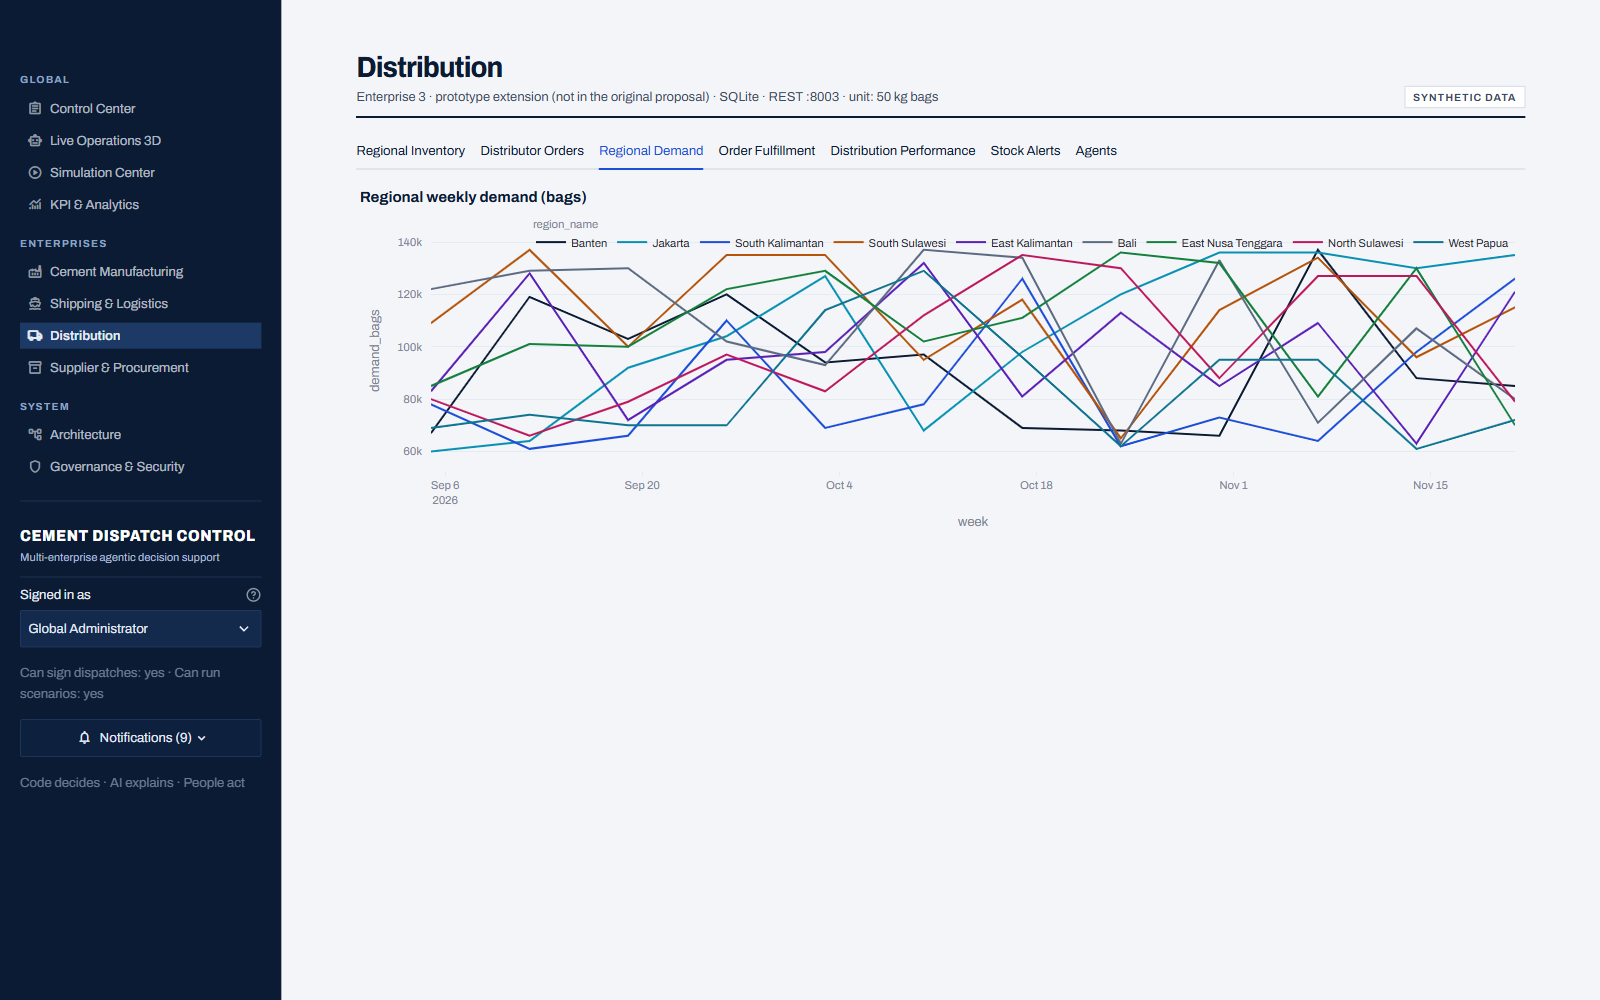 GLOBAL
Control Center
Live Operations 3D
Simulation Center
KPI & Analytics
ENTERPRISES
Cement Manufacturing
Shipping & Logistics
Distribution
Supplier & Procurement
SYSTEM
Architecture
Governance & Security
CEMENT DISPATCH CONTROL
Multi-enterprise agentic decision support
Signed in as
Global Administrator
Can sign dispatches: yes · Can run
scenarios: yes
Notifications (9)
Code decides · AI explains · People act
Distribution
Enterprise 3 · prototype extension (not in the original proposal) · SQLite · REST :8003 · unit: 50 kg bags
SYNTHETIC DATA
Regional Inventory Distributor Orders Regional Demand Order Fulfillment Distribution Performance Stock Alerts Agents
Regional weekly demand (bags)
region_name
Banten Jakarta South Kalimantan South Sulawesi East Kalimantan Bali East Nusa Tenggara North Sulawesi West Papua
140k
120k
100k
80k
60k
demand_bags
Sep 6 Sep 20 Oct 4 Oct 18 Nov 1 Nov 15
2026
week